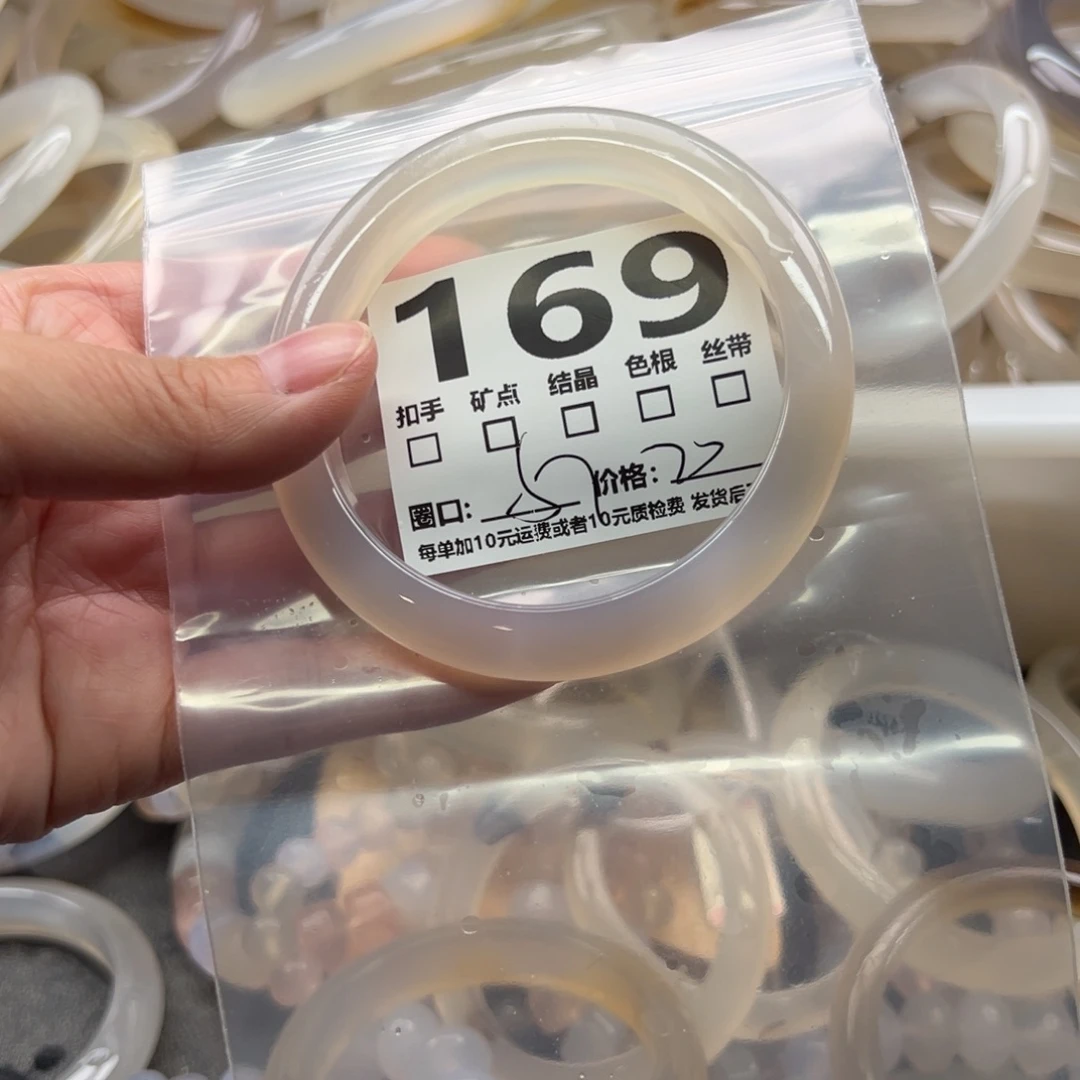 169
扣手 矿点 结晶 色根 丝带
□ □ □ □ □
圈口: 价格: 22
每单加10元运费或者10元质检费 发货后